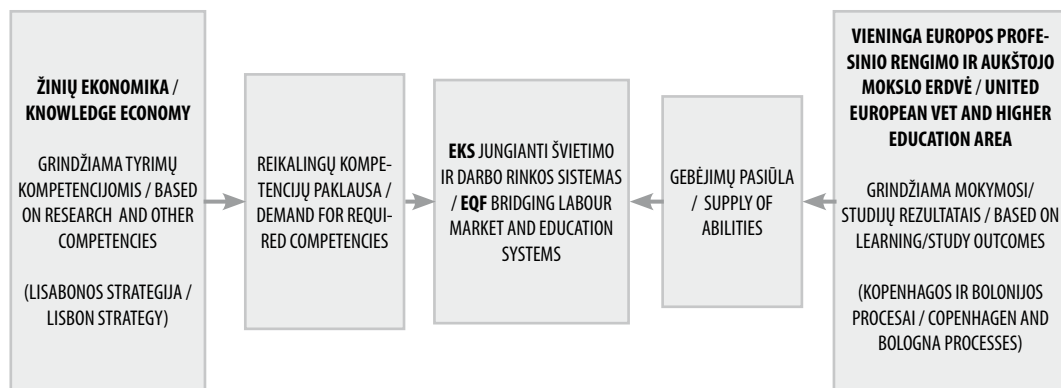 ŽINIŲ EKONOMIKA /
KNOWLEDGE ECONOMY
GRINDŽIAMA TYRIMŲ
KOMPETENCIJOMIS / BASED
ON RESEARCH AND OTHER
COMPETENCIES
(LISABONOS STRATEGIJA /
LISBON STRATEGY)
REIKALINGŲ KOMPE-
TENCIJŲ PAKLAUSA /
DEMAND FOR REQUI-
RED COMPETENCIES
EKS JUNGIANTI ŠVIETIMO
IR DARBO RINKOS SISTEMAS
/ EQF BRIDGING LABOUR
MARKET AND EDUCATION
SYSTEMS
GEBĖJIMŲ PASIŪLA
/ SUPPLY OF
ABILITIES
VIENINGA EUROPOS PROFE-
SINIO RENGIMO IR AUKŠTOJO
MOKSLO ERDVĖ / UNITED
EUROPEAN VET AND HIGHER
EDUCATION AREA
GRINDŽIAMA MOKYMOSI/
STUDIJŲ REZULTATAIS / BASED ON
LEARNING/STUDY OUTCOMES
(KOPENHAGOS IR BOLONIJOS
PROCESAI / COPENHAGEN AND
BOLOGNA PROCESSES)